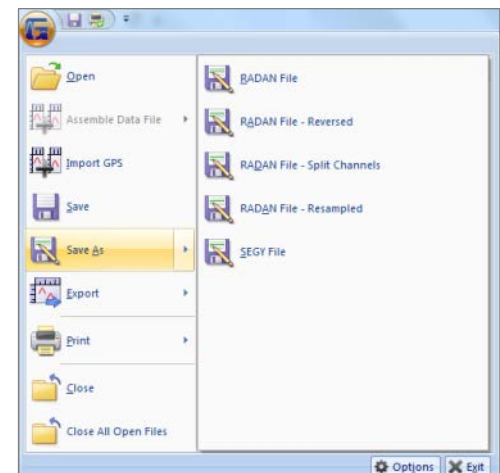 Open
Assemble Data File
Import GPS
Save
Save As
Export
Print
Close
Close All Open Files
RADAN File
RADAN File - Reversed
RADAN File - Split Channels
RADAN File - Resampled
SEGY File
Options
Exit